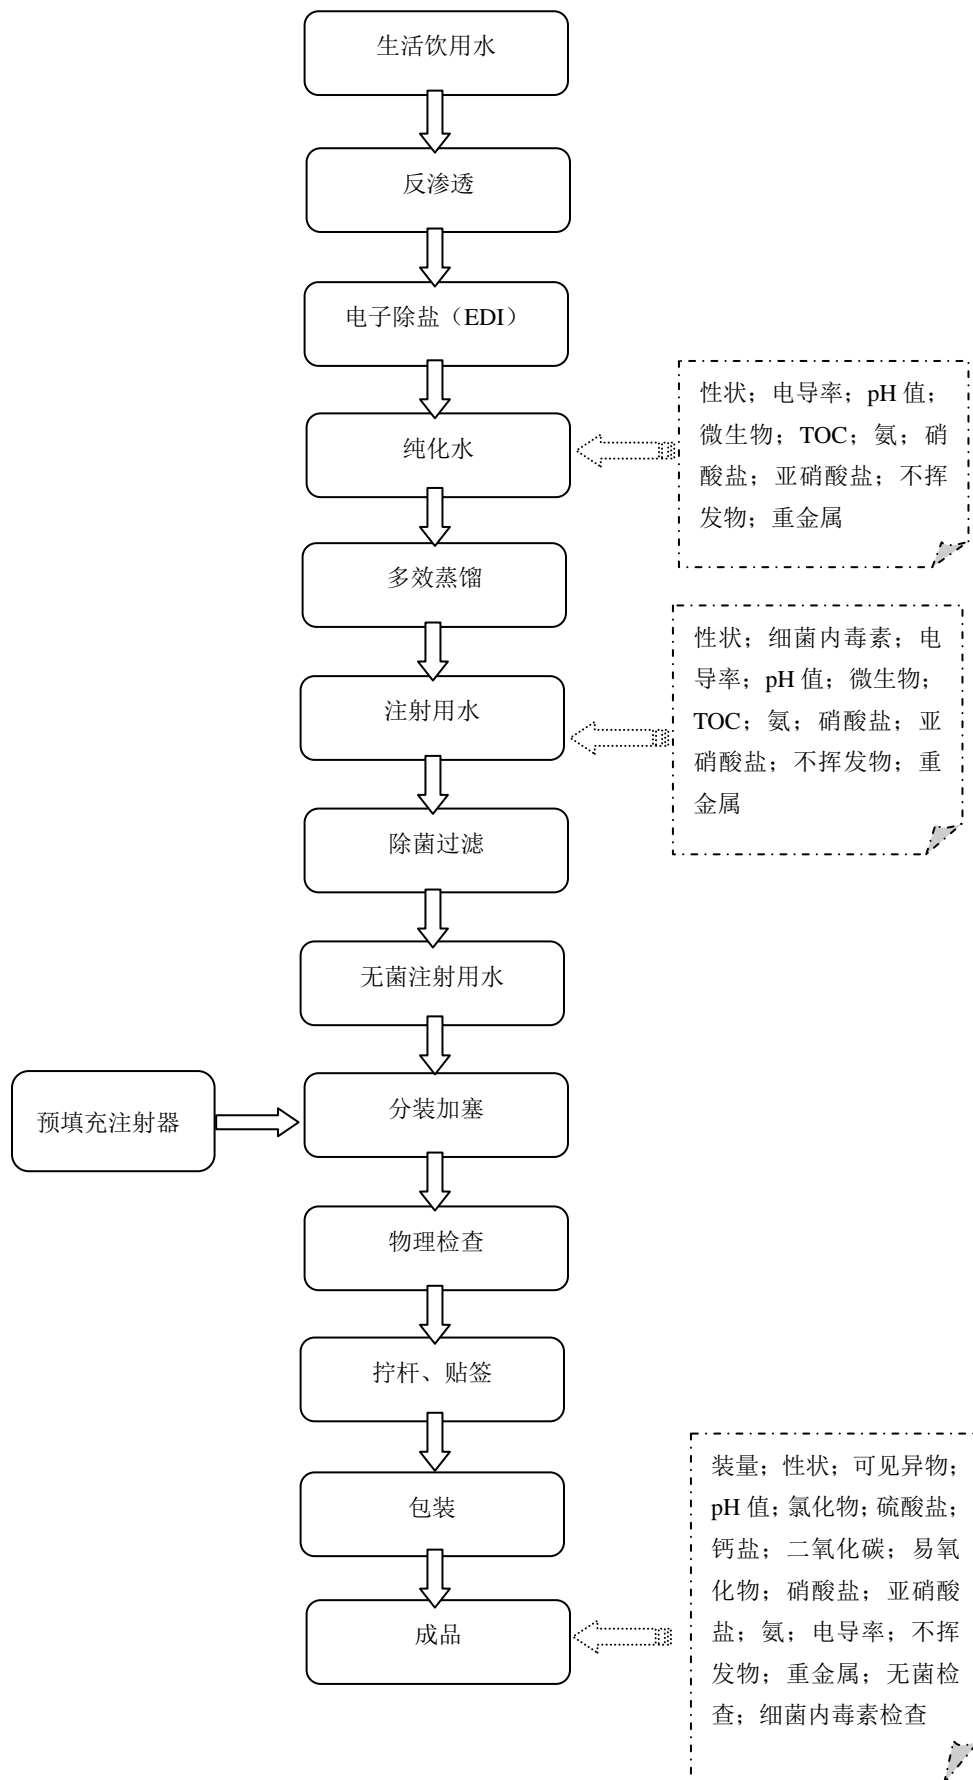 生活饮用水
反渗透
电子除盐（EDI）
性状；电导率；pH 值；
微生物；TOC；氨；硝
酸盐；亚硝酸盐；不挥
发物；重金属
纯化水
多效蒸馏
性状；细菌内毒素；电
导率；pH 值；微生物；
TOC；氨；硝酸盐；亚
硝酸盐；不挥发物；重
金属
注射用水
除菌过滤
无菌注射用水
预填充注射器
分装加塞
物理检查
拧杆、贴签
包装
装量；性状；可见异物；
pH 值；氯化物；硫酸盐；
钙盐；二氧化碳；易氧
化物；硝酸盐；亚硝酸
盐；氨；电导率；不挥
发物；重金属；无菌检
查；细菌内毒素检查
成品